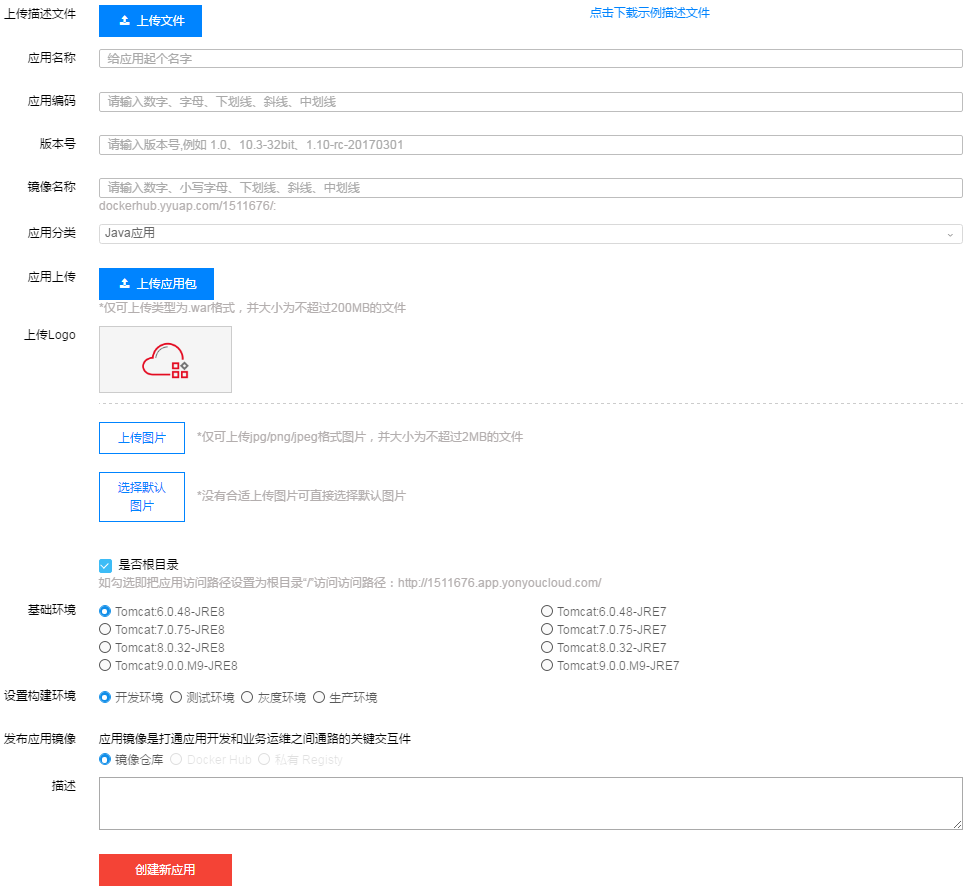 上传描述文件 上传文件 点击下载示例描述文件
应用名称 给应用起个名字
应用编码 请输入数字、字母、下划线、斜线、中划线
版本号 请输入版本号,例如 1.0、10.3-32bit、1.10-rc-20170301
镜像名称 请输入数字、小写字母、下划线、斜线、中划线
dockerhub.yyuap.com/1511676/:
应用分类 Java应用
应用上传 上传应用包
*仅可上传类型为.war格式，并大小为不超过200MB的文件
上传Logo
上传图片 *仅可上传jpg/png/jpeg格式图片，并大小为不超过2MB的文件
选择默认
图片
*没有合适上传图片可直接选择默认图片
是否根目录
如勾选即把应用访问路径设置为根目录“/”访问访问路径：http://1511676.app.yonyoucloud.com/
基础环境 Tomcat:6.0.48-JRE8 Tomcat:6.0.48-JRE7
Tomcat:7.0.75-JRE8 Tomcat:7.0.75-JRE7
Tomcat:8.0.32-JRE8 Tomcat:8.0.32-JRE7
Tomcat:9.0.0.M9-JRE8 Tomcat:9.0.0.M9-JRE7
设置构建环境 开发环境 测试环境 灰度环境 生产环境
发布应用镜像 应用镜像是打通应用开发和业务运维之间通路的关键交互件
镜像仓库 Docker Hub 私有 Registy
描述
创建新应用